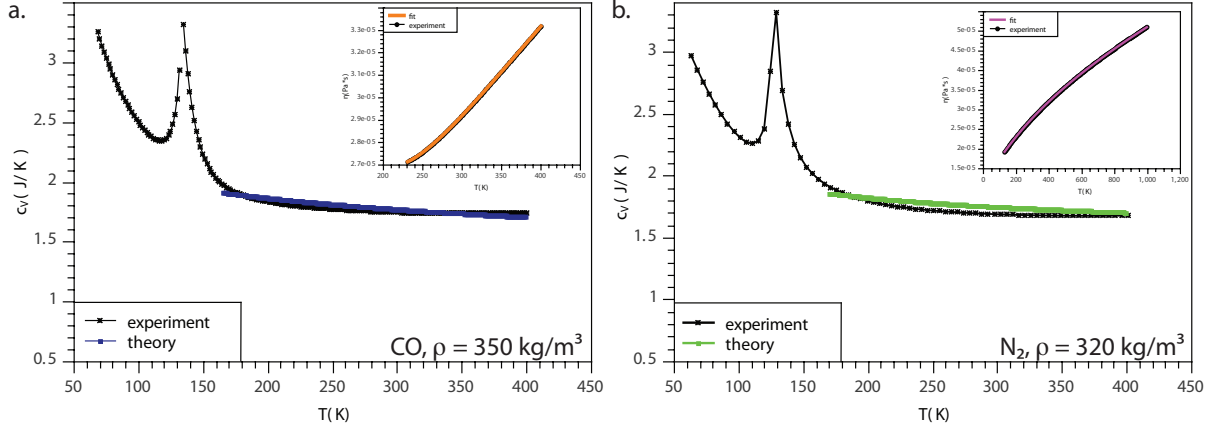 a.
3
2.5
2
1.5
1
0.5
50
100
150
200
250
300
350
400
450
T( K)
c_V ( J/ K )
experiment
theory
CO, ρ = 350 kg/m³
fit
experiment
3.3e-05
3.2e-05
3.1e-05
3e-05
2.9e-05
2.8e-05
2.7e-05
200
250
300
350
400
450
T(K)
η(Pa*s)
b.
3
2.5
2
1.5
1
0.5
50
100
150
200
250
300
350
400
450
T( K)
c_V ( J/ K )
experiment
theory
N₂, ρ = 320 kg/m³
fit
experiment
5e-05
4.5e-05
4e-05
3.5e-05
3e-05
2.5e-05
2e-05
1.5e-05
0
200
400
600
800
1,000
1,200
T(K)
η(Pa*s)